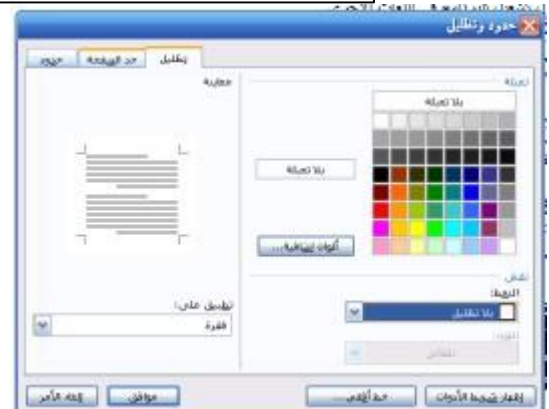 حدود وتظليل
حدود
حد الصفحة
تظليل
تعبئة
بلا تعبئة
بلا تعبئة
ألوان إضافية...
نقش
النمط:
بلا تظليل
اللون:
تلقائي
معاينة
تطبيق على:
فقرة
إظهار شريط الأدوات
خط أفقي...
موافق
إلغاء الأمر